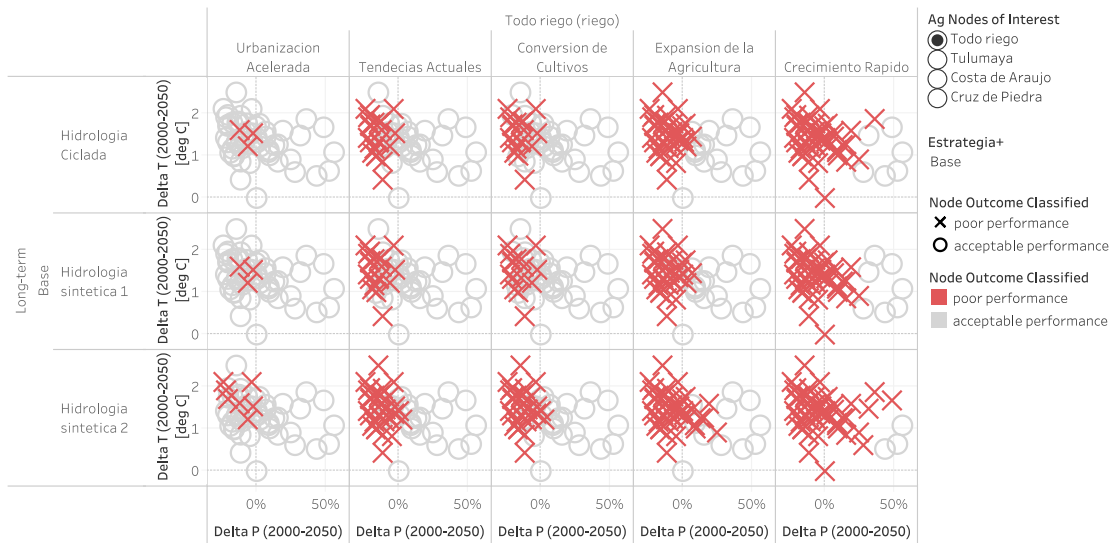 Todo riego (riego)
Urbanizacion
Acelerada
Tendecias Actuales
Conversion de
Cultivos
Expansion de la
Agricultura
Crecimiento Rapido
Long-term
Base
Hidrologia
Ciclada
Delta T (2000-2050)
[deg C]
2
1
0
Hidrologia
sintetica 1
Delta T (2000-2050)
[deg C]
2
1
0
Hidrologia
sintetica 2
Delta T (2000-2050)
[deg C]
2
1
0
0% 50% 0% 50% 0% 50% 0% 50% 0% 50%
Delta P (2000-2050) Delta P (2000-2050) Delta P (2000-2050) Delta P (2000-2050) Delta P (2000-2050)
Ag Nodes of Interest
Todo riego
Tulumaya
Costa de Araujo
Cruz de Piedra
Estrategia+
Base
Node Outcome Classified
poor performance
acceptable performance
Node Outcome Classified
poor performance
acceptable performance